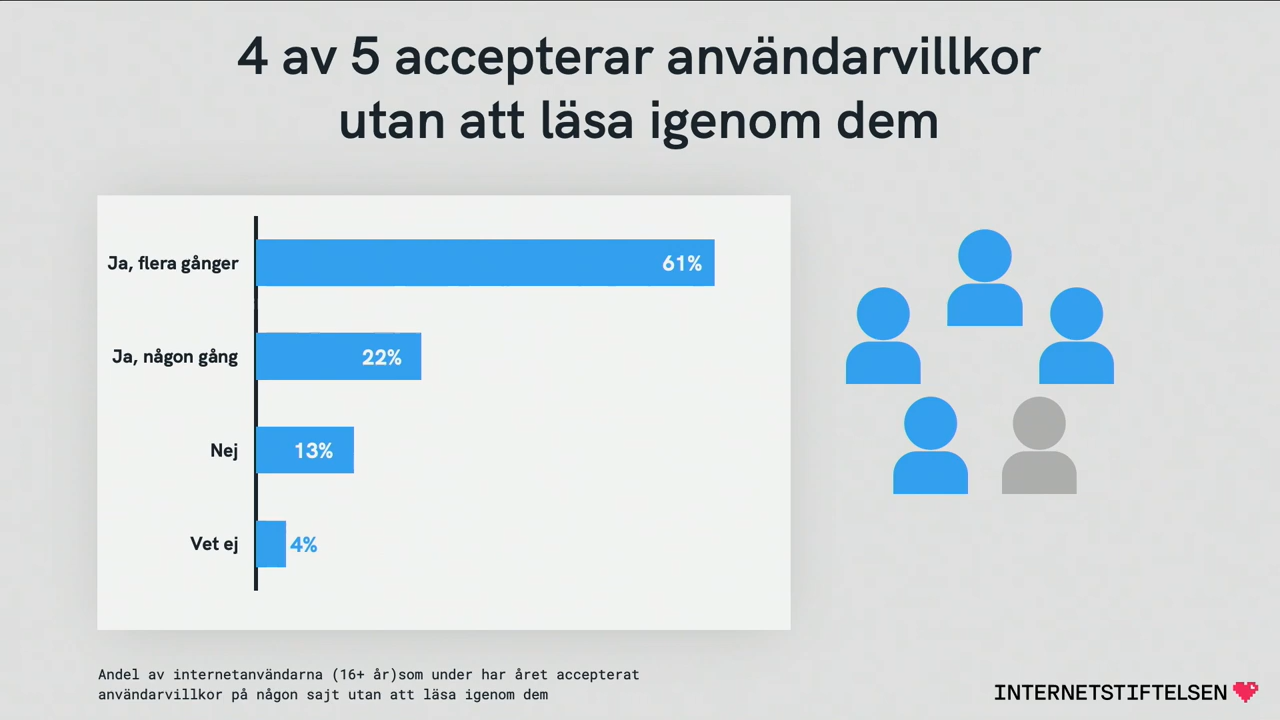 4 av 5 accepterar användarvillkor
utan att läsa igenom dem
Ja, flera gånger
61%
Ja, någon gång
22%
Nej
13%
Vet ej
4%
Andel av internetanvändarna (16+ år)som under har året accepterat
användarvillkor på någon sajt utan att läsa igenom dem
INTERNETSTIFTELSEN